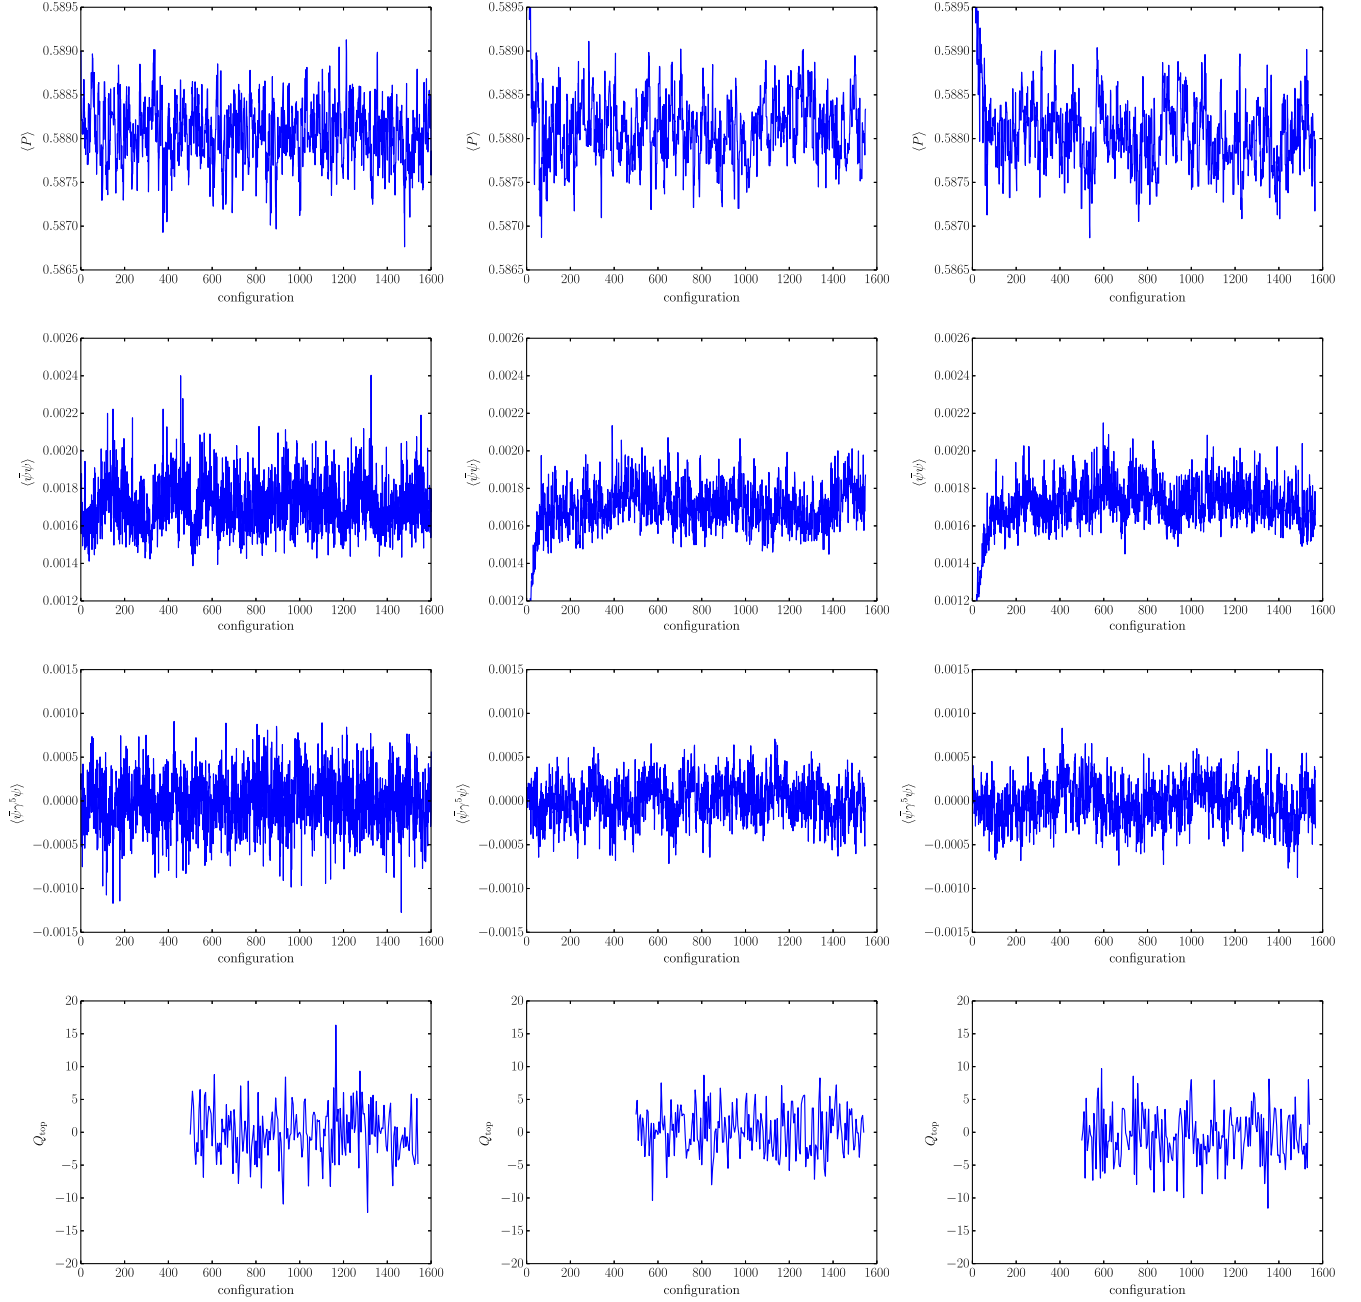 0.5895 0.5895 0.5895
0.5890 0.5890 0.5890
0.5885 0.5885 0.5885
⟨P⟩ 0.5880 ⟨P⟩ 0.5880 ⟨P⟩ 0.5880
0.5875 0.5875 0.5875
0.5870 0.5870 0.5870
0.5865 0.5865 0.5865
0 200 400 600 800 1000 1200 1400 1600 0 200 400 600 800 1000 1200 1400 1600 0 200 400 600 800 1000 1200 1400 1600
configuration configuration configuration
0.0026 0.0026 0.0026
0.0024 0.0024 0.0024
0.0022 0.0022 0.0022
0.0020 0.0020 0.0020
⟨ψ̄ψ⟩ ⟨ψ̄ψ⟩ ⟨ψ̄ψ⟩
0.0018 0.0018 0.0018
0.0016 0.0016 0.0016
0.0014 0.0014 0.0014
0.0012 0.0012 0.0012
0 200 400 600 800 1000 1200 1400 1600 0 200 400 600 800 1000 1200 1400 1600 0 200 400 600 800 1000 1200 1400 1600
configuration configuration configuration
0.0015 0.0015 0.0015
0.0010 0.0010 0.0010
0.0005 0.0005 0.0005
⟨ψ̄γ⁵ψ⟩ 0.0000 ⟨ψ̄γ⁵ψ⟩ 0.0000 ⟨ψ̄γ⁵ψ⟩ 0.0000
−0.0005 −0.0005 −0.0005
−0.0010 −0.0010 −0.0010
−0.0015 −0.0015 −0.0015
0 200 400 600 800 1000 1200 1400 1600 0 200 400 600 800 1000 1200 1400 1600 0 200 400 600 800 1000 1200 1400 1600
configuration configuration configuration
20 20 20
15 15 15
10 10 10
5 5 5
Q_top 0 Q_top 0 Q_top 0
−5 −5 −5
−10 −10 −10
−15 −15 −15
−20 −20 −20
0 200 400 600 800 1000 1200 1400 1600 0 200 400 600 800 1000 1200 1400 1600 0 200 400 600 800 1000 1200 1400 1600
configuration configuration configuration